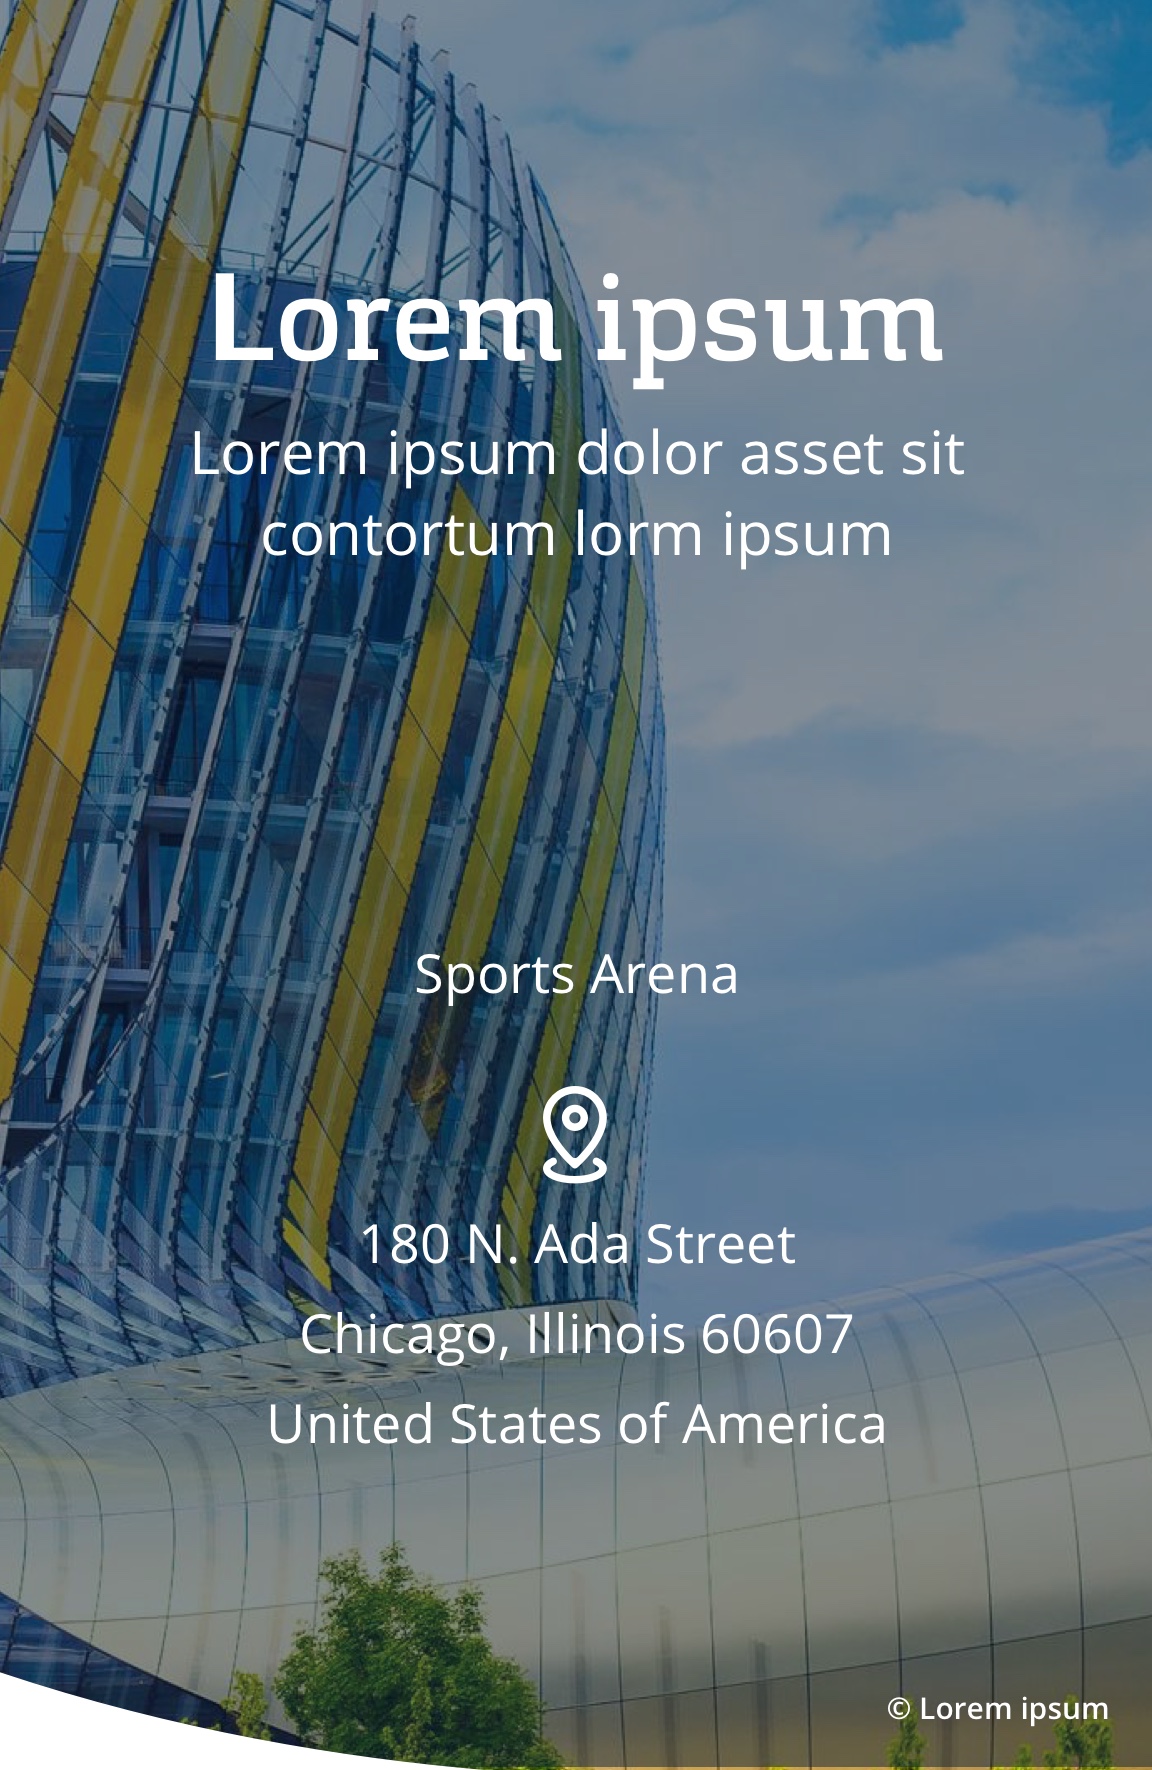 Lorem ipsum
Lorem ipsum dolor asset sit
contortum lorm ipsum
Sports Arena
180 N. Ada Street
Chicago, Illinois 60607
United States of America
© Lorem ipsum